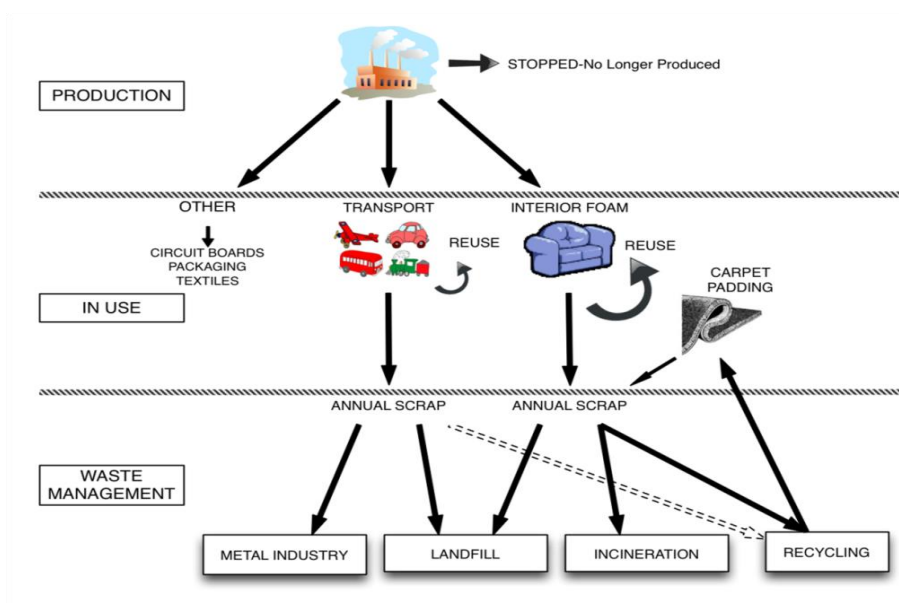 STOPPED-No Longer Produced
PRODUCTION
OTHER
TRANSPORT
INTERIOR FOAM
CIRCUIT BOARDS
PACKAGING
TEXTILES
REUSE
REUSE
CARPET
PADDING
IN USE
ANNUAL SCRAP
ANNUAL SCRAP
WASTE
MANAGEMENT
METAL INDUSTRY
LANDFILL
INCINERATION
RECYCLING